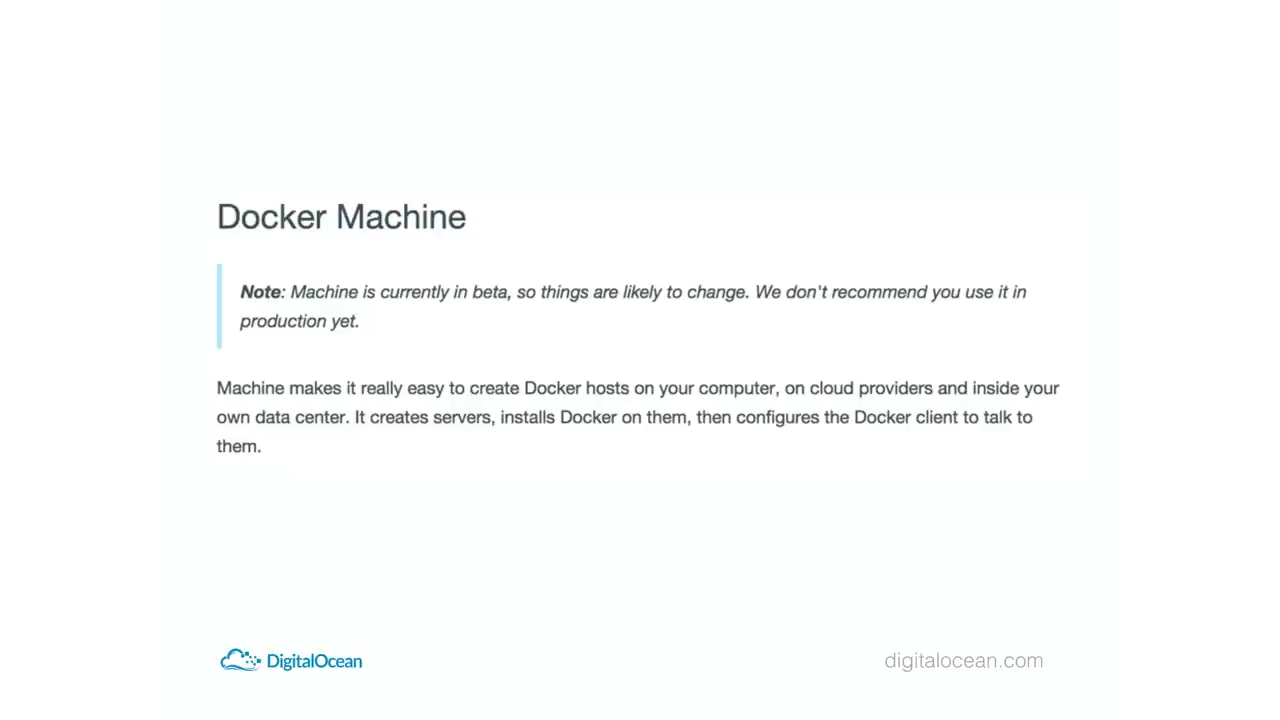 Docker Machine
Note: Machine is currently in beta, so things are likely to change. We don't recommend you use it in
production yet.
Machine makes it really easy to create Docker hosts on your computer, on cloud providers and inside your
own data center. It creates servers, installs Docker on them, then configures the Docker client to talk to
them.
DigitalOcean
digitalocean.com